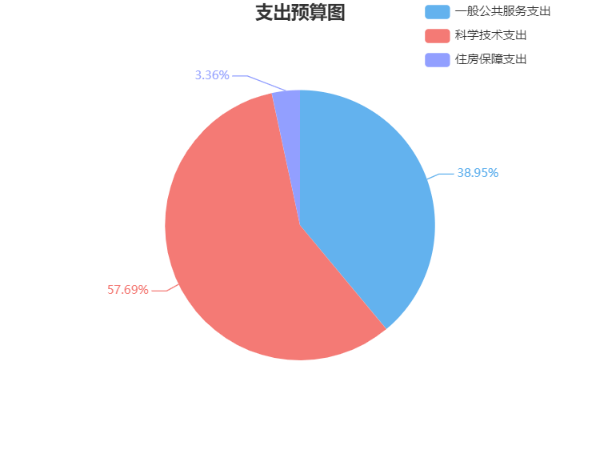 支出预算图
一般公共服务支出
科学技术支出
住房保障支出
3.36%
38.95%
57.69%